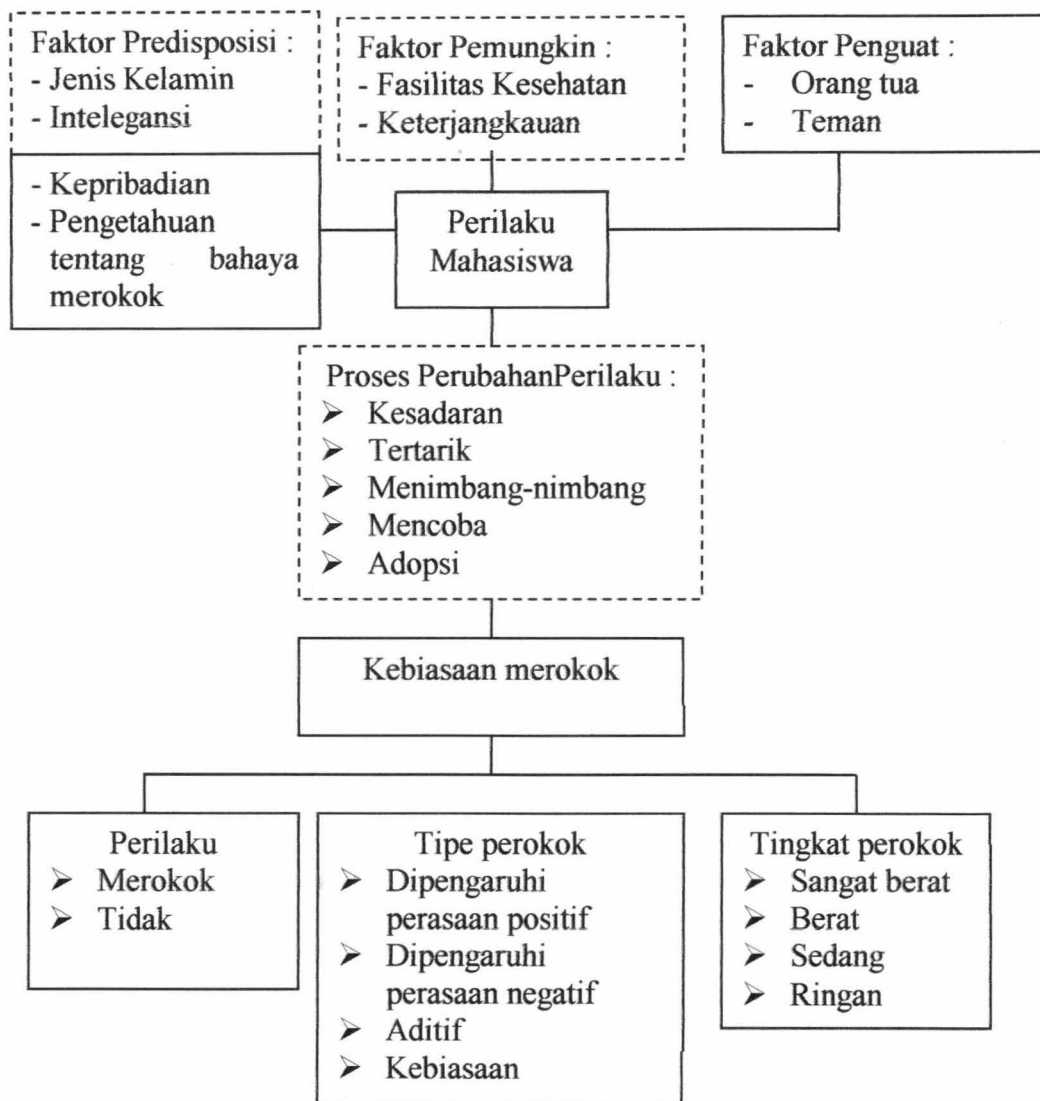 Faktor Predisposisi :
- Jenis Kelamin
- Intelegansi
- Kepribadian
- Pengetahuan
tentang bahaya
merokok
Faktor Pemungkin :
- Fasilitas Kesehatan
- Keterjangkauan
Faktor Penguat :
- Orang tua
- Teman
Perilaku
Mahasiswa
Proses PerubahanPerilaku :
➢ Kesadaran
➢ Tertarik
➢ Menimbang-nimbang
➢ Mencoba
➢ Adopsi
Kebiasaan merokok
Perilaku
➢ Merokok
➢ Tidak
Tipe perokok
➢ Dipengaruhi
perasaan positif
➢ Dipengaruhi
perasaan negatif
➢ Aditif
➢ Kebiasaan
Tingkat perokok
➢ Sangat berat
➢ Berat
➢ Sedang
➢ Ringan